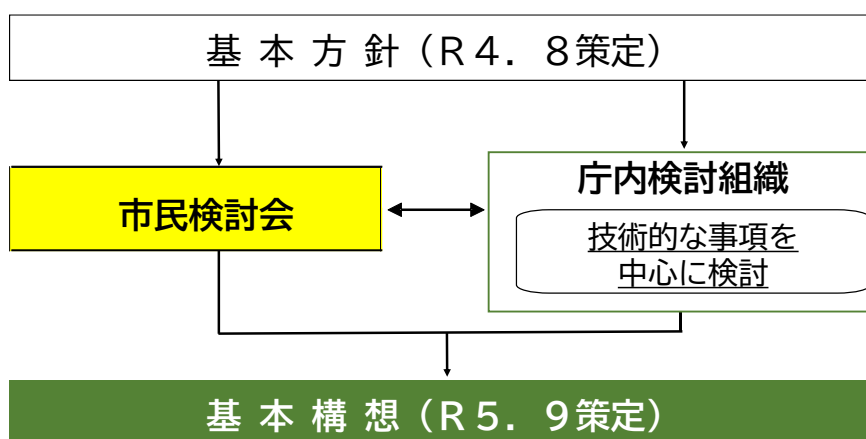 基 本 方 針（Ｒ４．８策定）
市民検討会
庁内検討組織
技術的な事項を
中心に検討
基 本 構 想（Ｒ５．９策定）